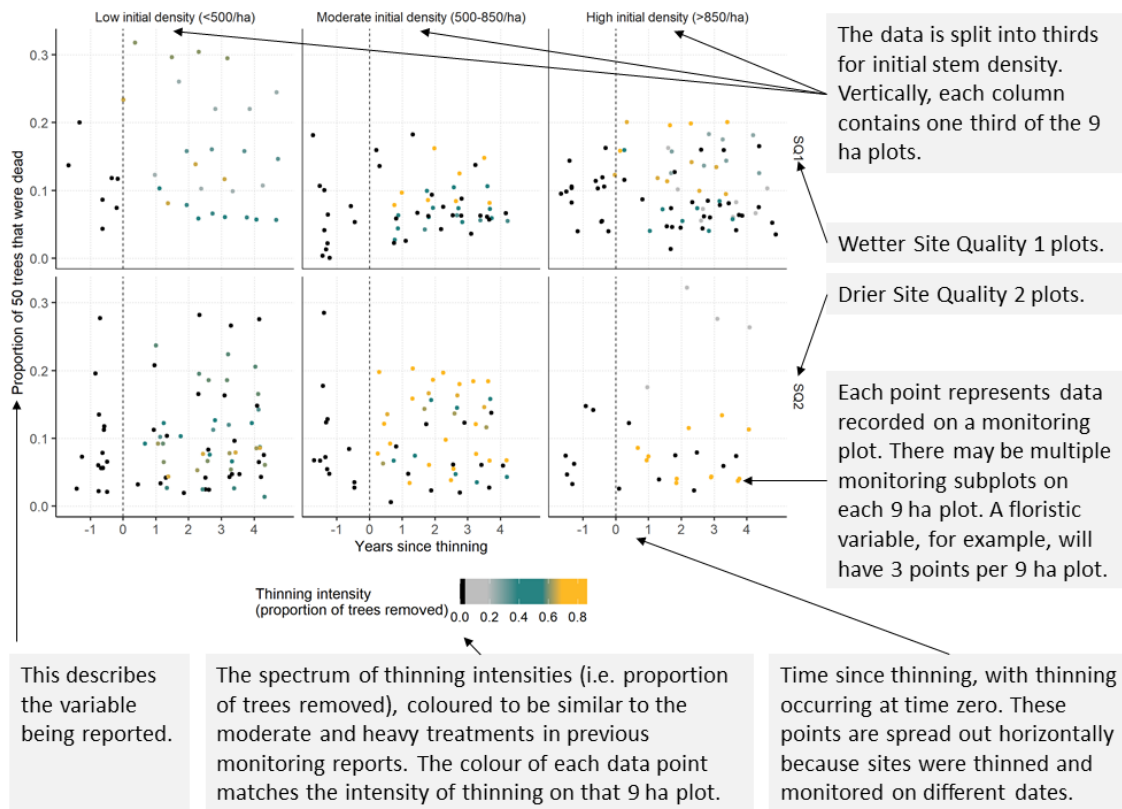 Low initial density (<500/ha)
Moderate initial density (500-850/ha)
High initial density (>850/ha)
0.3
0.2
0.1
0.0
SQ1
0.3
0.2
0.1
0.0
SQ2
Proportion of 50 trees that were dead
-1 0 1 2 3 4
-1 0 1 2 3 4
-1 0 1 2 3 4
Years since thinning
Thinning intensity
(proportion of trees removed)
0.0 0.2 0.4 0.6 0.8
The data is split into thirds
for initial stem density.
Vertically, each column
contains one third of the 9
ha plots.
Wetter Site Quality 1 plots.
Drier Site Quality 2 plots.
Each point represents data
recorded on a monitoring
plot. There may be multiple
monitoring subplots on
each 9 ha plot. A floristic
variable, for example, will
have 3 points per 9 ha plot.
This describes
the variable
being reported.
The spectrum of thinning intensities (i.e. proportion
of trees removed), coloured to be similar to the
moderate and heavy treatments in previous
monitoring reports. The colour of each data point
matches the intensity of thinning on that 9 ha plot.
Time since thinning, with thinning
occurring at time zero. These
points are spread out horizontally
because sites were thinned and
monitored on different dates.